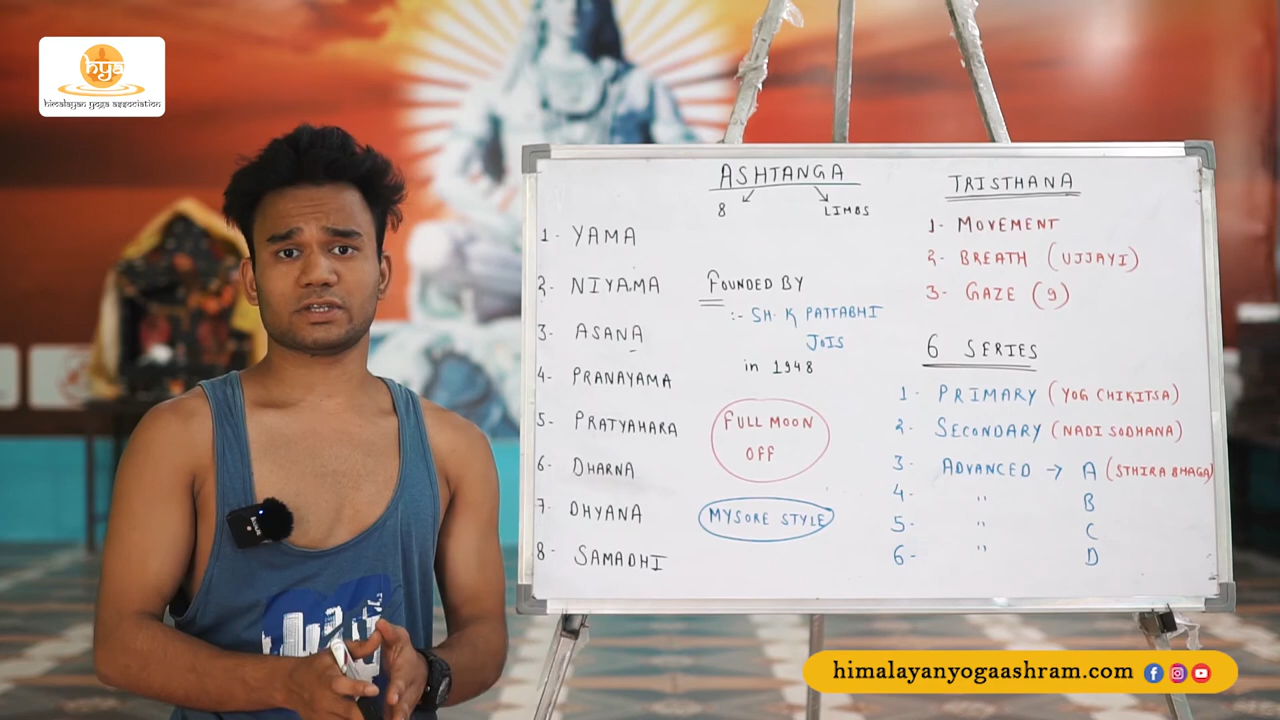 hya
himalayan yoga association
ASHTANGA
8 LIMBS
1- YAMA
2- NIYAMA
3- ASANA
4- PRANAYAMA
5- PRATYAHARA
6- DHARNA
7- DHYANA
8- SAMADHI
FOUNDED BY
:- SH. K PATTABHI
JOIS
in 1948
FULL MOON
OFF
MYSORE STYLE
TRISTHANA
1- MOVEMENT
2- BREATH (UJJAYI)
3- GAZE (9)
6 SERIES
1- PRIMARY (YOG CHIKITSA)
2- SECONDARY (NADI SODHANA)
3- ADVANCED → A (STHIRA BHAGA)
4- " B
5- " C
6- " D
himalayanyogaashram.com